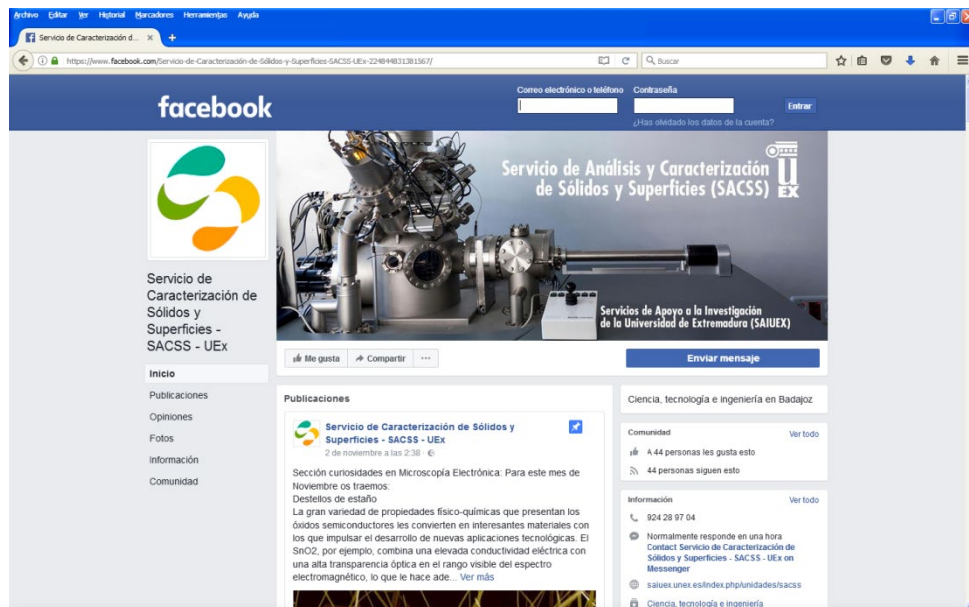 Archivo Editar Ver Historial Marcadores Herramientas Ayuda
Servicio de Caracterización d... × +
https://www.facebook.com/Servicio-de-Caracterización-de-Sólidos-y-Superficies-SACSS-UEx-224844831381567/
Buscar
Correo electrónico o teléfono Contraseña
facebook
Entrar
¿Has olvidado los datos de la cuenta?
Servicio de Análisis y Caracterización
de Sólidos y Superficies (SACSS)
UEX
Servicios de Apoyo a la Investigación
de la Universidad de Extremadura (SAIUEX)
Servicio de
Caracterización de
Sólidos y
Superficies -
SACSS - UEx
Inicio
Publicaciones
Opiniones
Fotos
Información
Comunidad
Me gusta Compartir ...
Enviar mensaje
Publicaciones
Servicio de Caracterización de Sólidos y
Superficies - SACSS - UEx
2 de noviembre a las 2:38 ·
Sección curiosidades en Microscopía Electrónica: Para este mes de
Noviembre os traemos:
Destellos de estaño
La gran variedad de propiedades físico-químicas que presentan los
óxidos semiconductores les convierten en interesantes materiales con
los que impulsar el desarrollo de nuevas aplicaciones tecnológicas. El
SnO2, por ejemplo, combina una elevada conductividad eléctrica con
una alta transparencia óptica en el rango visible del espectro
electromagnético, lo que le hace ade... Ver más
Ciencia, tecnología e ingeniería en Badajoz
Comunidad Ver todo
A 44 personas les gusta esto
44 personas siguen esto
Información Ver todo
924 28 97 04
Normalmente responde en una hora
Contact Servicio de Caracterización de
Sólidos y Superficies - SACSS - UEx on
Messenger
saiuex.unex.es/index.php/unidades/sacss
Ciencia, tecnología e ingeniería